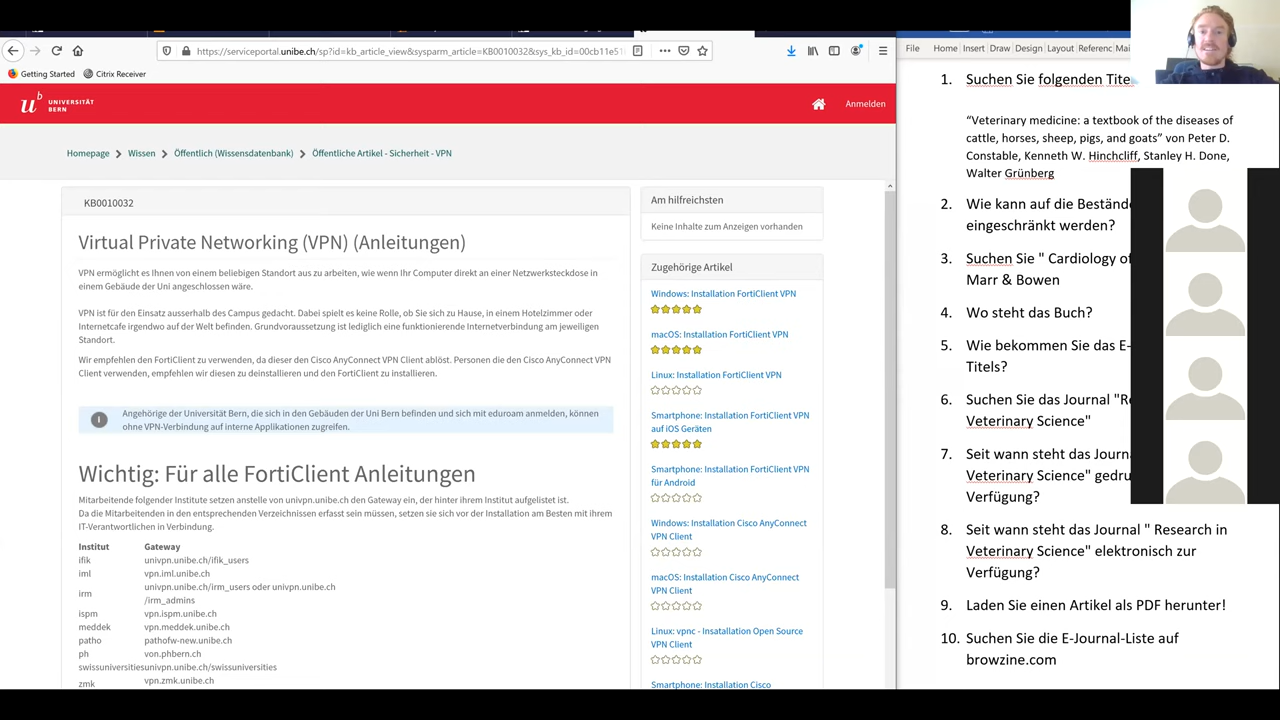 https://serviceportal.unibe.ch/sp?id=kb_article_view&sysparm_article=KB0010032&sys_kb_id=00cb11e51
Getting Started
Citrix Receiver
u b UNIVERSITÄT BERN
Anmelden
Homepage > Wissen > Öffentlich (Wissensdatenbank) > Öffentliche Artikel - Sicherheit - VPN
KB0010032
Virtual Private Networking (VPN) (Anleitungen)
VPN ermöglicht es Ihnen von einem beliebigen Standort aus zu arbeiten, wie wenn Ihr Computer direkt an einer Netzwerksteckdose in
einem Gebäude der Uni angeschlossen wäre.
VPN ist für den Einsatz ausserhalb des Campus gedacht. Dabei spielt es keine Rolle, ob Sie sich zu Hause, in einem Hotelzimmer oder
Internetcafe irgendwo auf der Welt befinden. Grundvoraussetzung ist lediglich eine funktionierende Internetverbindung am jeweiligen
Standort.
Wir empfehlen den FortiClient zu verwenden, da dieser den Cisco AnyConnect VPN Client ablöst. Personen die den Cisco AnyConnect VPN
Client verwenden, empfehlen wir diesen zu deinstallieren und den FortiClient zu installieren.
Angehörige der Universität Bern, die sich in den Gebäuden der Uni Bern befinden und sich mit eduroam anmelden, können
ohne VPN-Verbindung auf interne Applikationen zugreifen.
Wichtig: Für alle FortiClient Anleitungen
Mitarbeitende folgender Institute setzen anstelle von univpn.unibe.ch den Gateway ein, der hinter ihrem Institut aufgelistet ist.
Da die Mitarbeitenden in den entsprechenden Verzeichnissen erfasst sein müssen, setzen sie sich vor der Installation am Besten mit ihrem
IT-Verantwortlichen in Verbindung.
Institut Gateway
ifik univpn.unibe.ch/ifik_users
iml vpn.iml.unibe.ch
irm univpn.unibe.ch/irm_users oder univpn.unibe.ch
/irm_admins
ispm vpn.ispm.unibe.ch
meddek vpn.meddek.unibe.ch
patho pathofw-new.unibe.ch
ph von.phbern.ch
swissuniversities univpn.unibe.ch/swissuniversities
zmk vpn.zmk.unibe.ch
Am hilfreichsten
Keine Inhalte zum Anzeigen vorhanden
Zugehörige Artikel
Windows: Installation FortiClient VPN
macOS: Installation FortiClient VPN
Linux: Installation FortiClient VPN
Smartphone: Installation FortiClient VPN
auf iOS Geräten
Smartphone: Installation FortiClient VPN
für Android
Windows: Installation Cisco AnyConnect
VPN Client
macOS: Installation Cisco AnyConnect
VPN Client
Linux: vpnc - Insatallation Open Source
VPN Client
Smartphone: Installation Cisco
File Home Insert Draw Design Layout Referenc Mai
1. Suchen Sie folgenden Tite
“Veterinary medicine: a textbook of the diseases of
cattle, horses, sheep, pigs, and goats” von Peter D.
Constable, Kenneth W. Hinchcliff, Stanley H. Done,
Walter Grünberg
2. Wie kann auf die Bestände
eingeschränkt werden?
3. Suchen Sie " Cardiology of
Marr & Bowen
4. Wo steht das Buch?
5. Wie bekommen Sie das E-
Titels?
6. Suchen Sie das Journal "Re
Veterinary Science"
7. Seit wann steht das Journ
Veterinary Science" gedru
Verfügung?
8. Seit wann steht das Journal " Research in
Veterinary Science" elektronisch zur
Verfügung?
9. Laden Sie einen Artikel als PDF herunter!
10. Suchen Sie die E-Journal-Liste auf
browzine.com